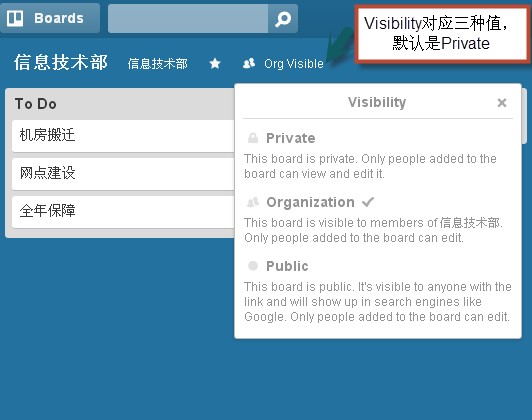 Boards
Visibility对应三种值，
默认是Private
信息技术部 信息技术部 Org Visible
To Do
机房搬迁
网点建设
全年保障
Visibility
Private
This board is private. Only people added to the
board can view and edit it.
Organization
This board is visible to members of 信息技术部.
Only people added to the board can edit.
Public
This board is public. It's visible to anyone with the
link and will show up in search engines like
Google. Only people added to the board can edit.